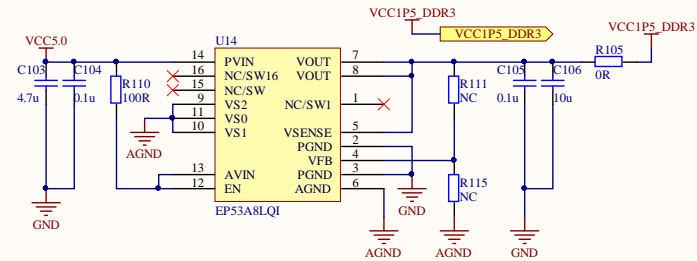 VCC1P5_DDR3
VCC1P5_DDR3
VCC1P5_DDR3
VCC5.0
U14
C103
4.7u
C104
0.1u
R110
100R
14 PVIN VOUT 7
16 NC/SW16 VOUT 8
15 NC/SW
9 VS2 NC/SW1 1
11 VS0
10 VS1 VSENSE 5
PGND 2
VFB 4
13 AVIN PGND 3
12 EN AGND 6
EP53A8LQI
R111
NC
R115
NC
C105
0.1u
C106
10u
R105
0R
AGND
GND
GND
AGND
AGND
GND